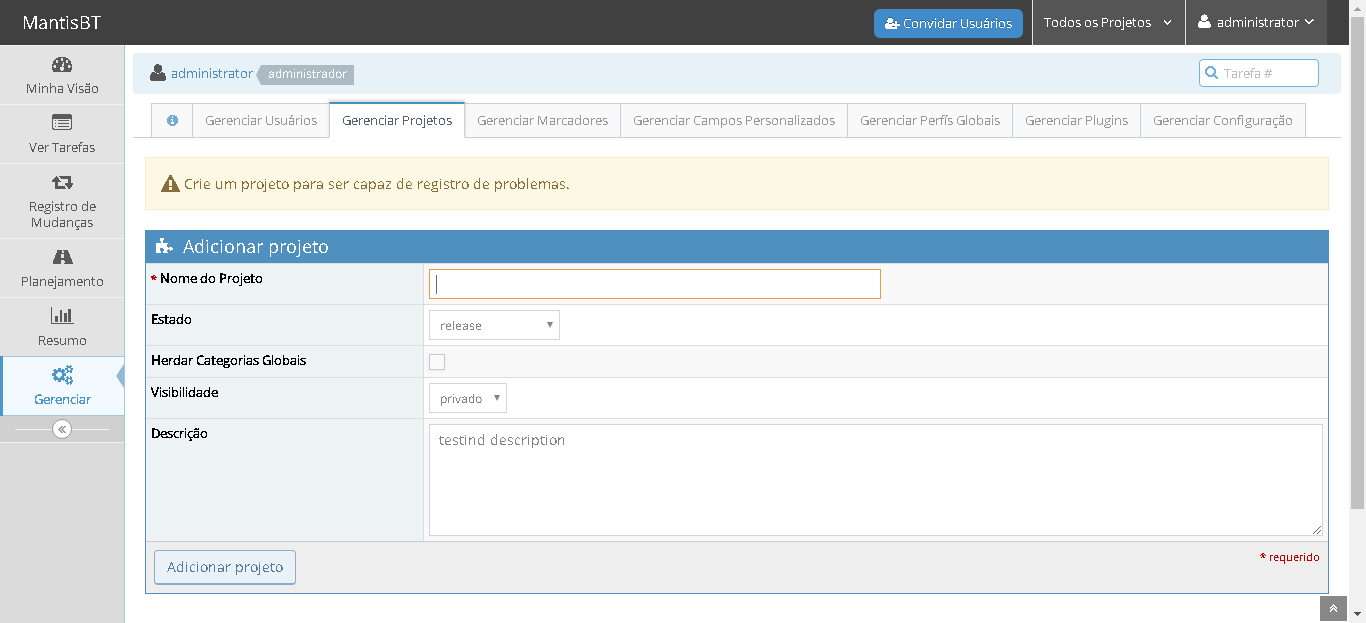 MantisBT
Convidar Usuários
Todos os Projetos
administrator
Minha Visão
Ver Tarefas
Registro de
Mudanças
Planejamento
Resumo
Gerenciar
administrator administrador
Tarefa #
Gerenciar Usuários
Gerenciar Projetos
Gerenciar Marcadores
Gerenciar Campos Personalizados
Gerenciar Perfís Globais
Gerenciar Plugins
Gerenciar Configuração
Crie um projeto para ser capaz de registro de problemas.
Adicionar projeto
* Nome do Projeto
Estado
release
Herdar Categorias Globais
Visibilidade
privado
Descrição
testind description
Adicionar projeto
* requerido